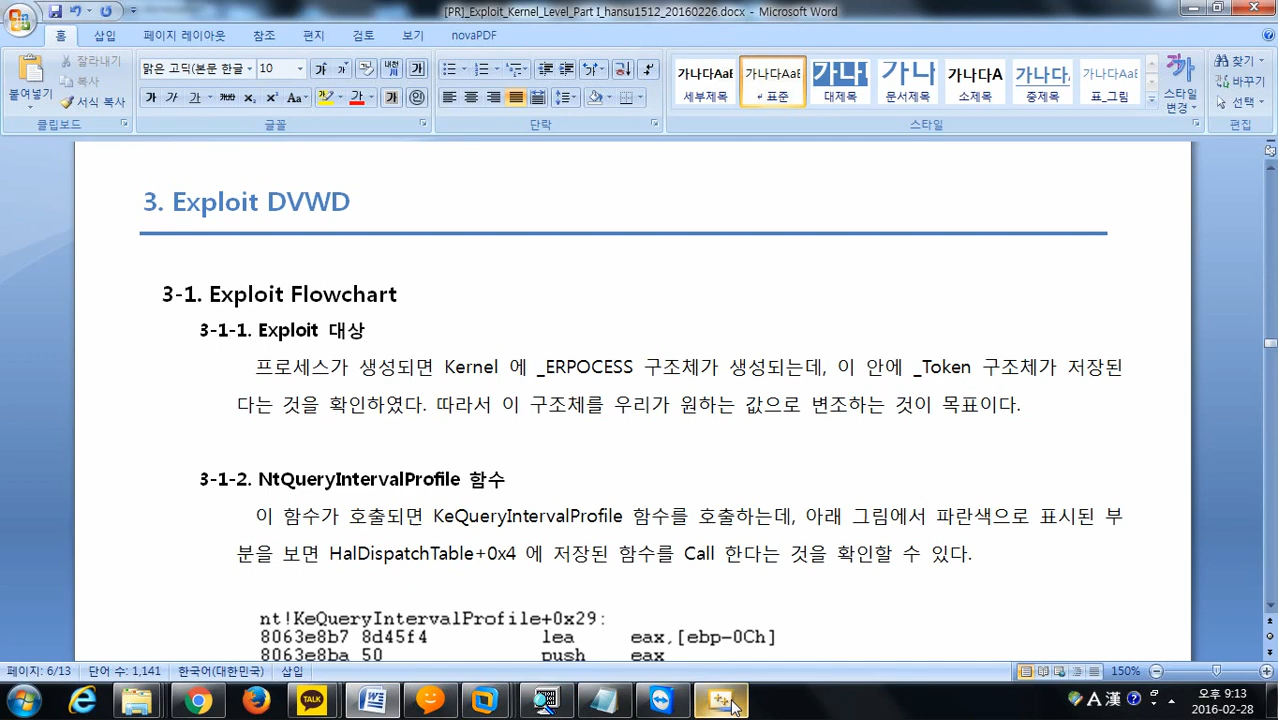 [PR]_Exploit_Kernel_Level_Part I_hansu1512_20160226.docx - Microsoft Word
홈 삽입 페이지 레이아웃 참조 편지 검토 보기 novaPDF
붙여넣기
잘라내기
복사
서식 복사
클립보드
맑은 고딕(본문 한글 10
글꼴
단락
가나다AaE 세부제목
가나다AaE ↵ 표준
가나 대제목
가나 문서제목
가나다A 소제목
가나다AaE 중제목
가나다AaE 표_그림
스타일 변경
스타일
찾기
바꾸기
선택
편집
3. Exploit DVWD
3-1. Exploit Flowchart
3-1-1. Exploit 대상
프로세스가 생성되면 Kernel 에 _ERPOCESS 구조체가 생성되는데, 이 안에 _Token 구조체가 저장된
다는 것을 확인하였다. 따라서 이 구조체를 우리가 원하는 값으로 변조하는 것이 목표이다.
3-1-2. NtQueryIntervalProfile 함수
이 함수가 호출되면 KeQueryIntervalProfile 함수를 호출하는데, 아래 그림에서 파란색으로 표시된 부
분을 보면 HalDispatchTable+0x4 에 저장된 함수를 Call 한다는 것을 확인할 수 있다.
nt!KeQueryIntervalProfile+0x29:
8063e8b7 8d45f4 lea eax,[ebp-0Ch]
8063e8ba 50 push eax
페이지: 6/13 단어 수: 1,141 한국어(대한민국) 삽입 150%
TALK
A 漢
오후 9:13
2016-02-28